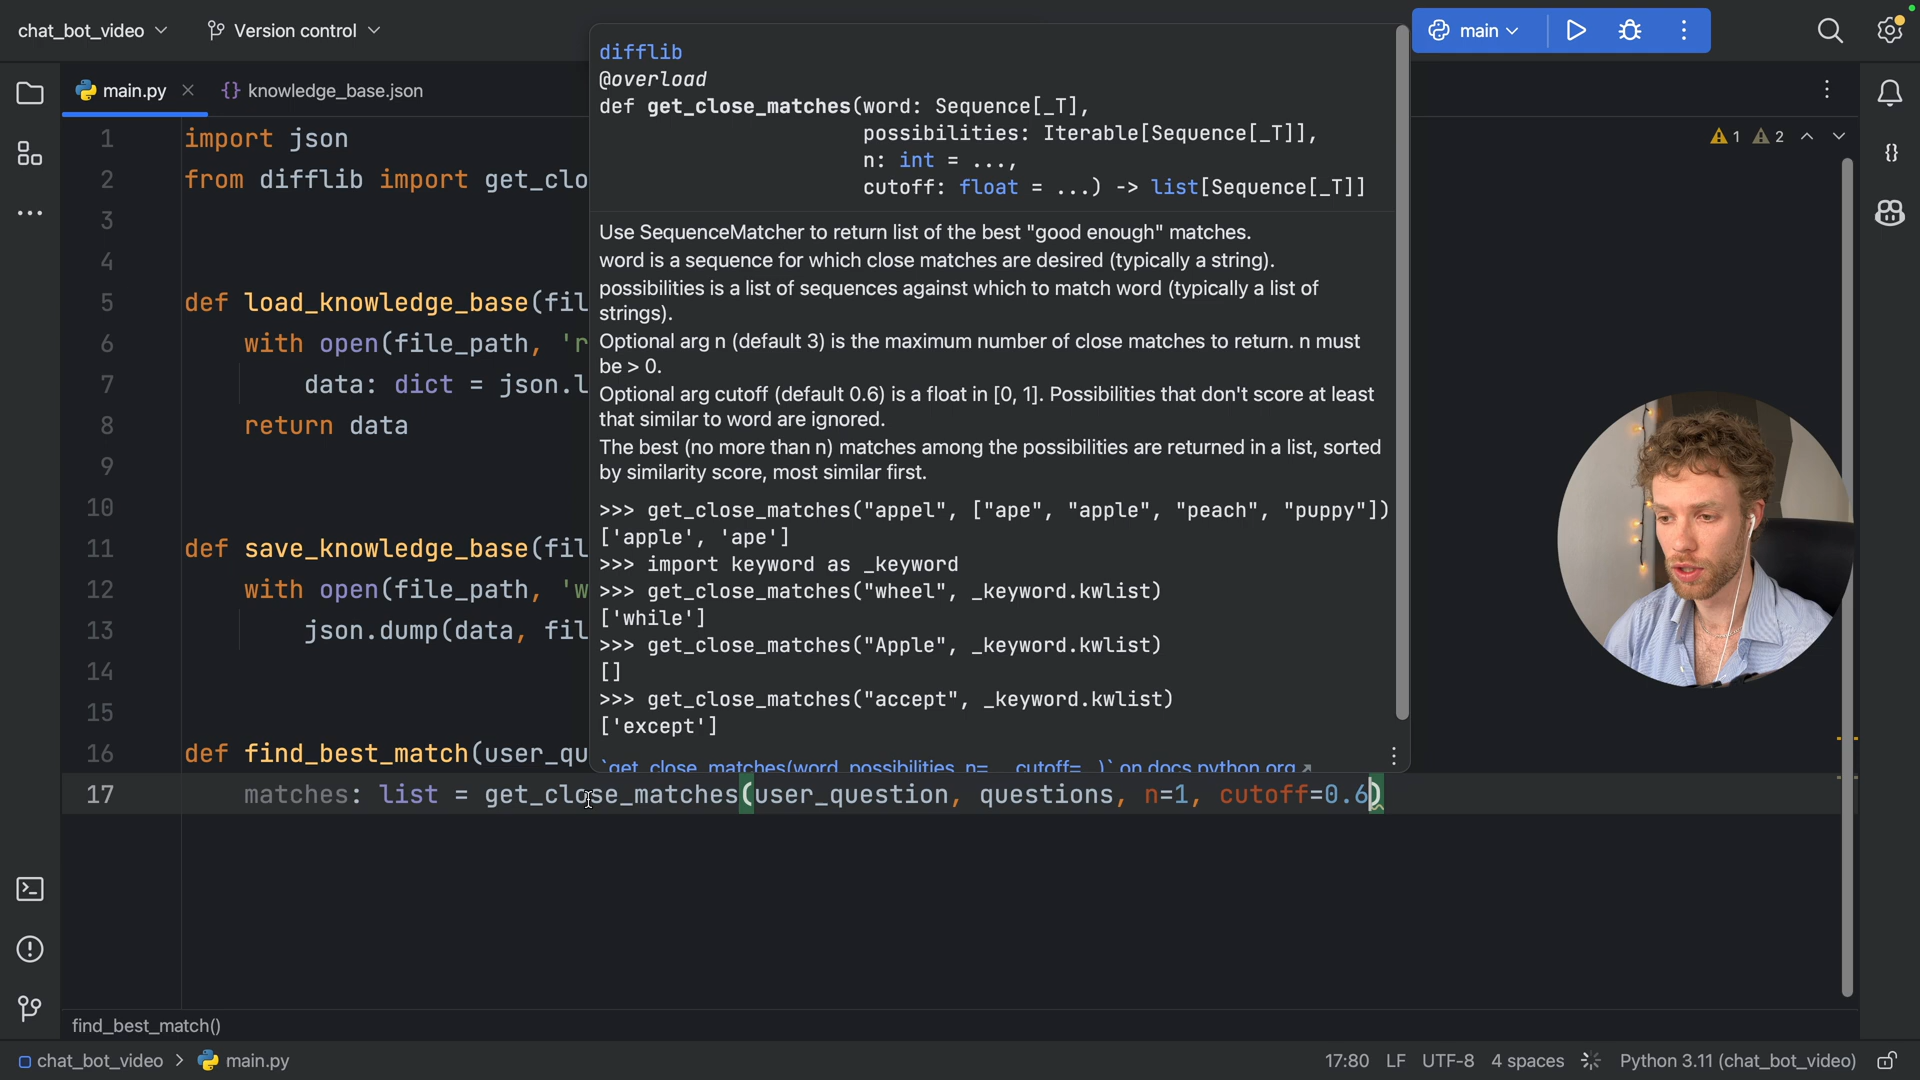 chat_bot_video
Version control
main
main.py
knowledge_base.json
1 2
difflib
@overload
def get_close_matches(word: Sequence[_T],
possibilities: Iterable[Sequence[_T]],
n: int = ...,
cutoff: float = ...) -> list[Sequence[_T]]
Use SequenceMatcher to return list of the best "good enough" matches.
word is a sequence for which close matches are desired (typically a string).
possibilities is a list of sequences against which to match word (typically a list of
strings).
Optional arg n (default 3) is the maximum number of close matches to return. n must
be > 0.
Optional arg cutoff (default 0.6) is a float in [0, 1]. Possibilities that don't score at least
that similar to word are ignored.
The best (no more than n) matches among the possibilities are returned in a list, sorted
by similarity score, most similar first.
>>> get_close_matches("appel", ["ape", "apple", "peach", "puppy"])
['apple', 'ape']
>>> import keyword as _keyword
>>> get_close_matches("wheel", _keyword.kwlist)
['while']
>>> get_close_matches("Apple", _keyword.kwlist)
[]
>>> get_close_matches("accept", _keyword.kwlist)
['except']
`get_close_matches(word, possibilities, n=..., cutoff=...)` on docs.python.org
1 import json
2 from difflib import get_clo
3
4
5 def load_knowledge_base(fil
6 with open(file_path, 'r
7 data: dict = json.l
8 return data
9
10
11 def save_knowledge_base(fil
12 with open(file_path, 'w
13 json.dump(data, fil
14
15
16 def find_best_match(user_qu
17 matches: list = get_close_matches(user_question, questions, n=1, cutoff=0.6)
find_best_match()
chat_bot_video > main.py
17:80 LF UTF-8 4 spaces Python 3.11 (chat_bot_video)